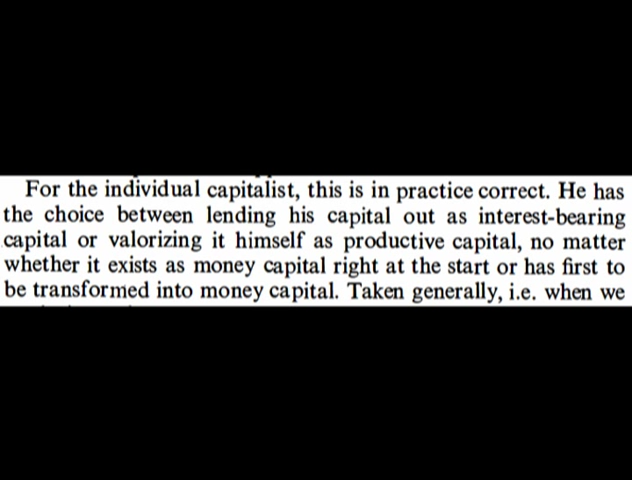 For the individual capitalist, this is in practice correct. He has
the choice between lending his capital out as interest-bearing
capital or valorizing it himself as productive capital, no matter
whether it exists as money capital right at the start or has first to
be transformed into money capital. Taken generally, i.e. when we